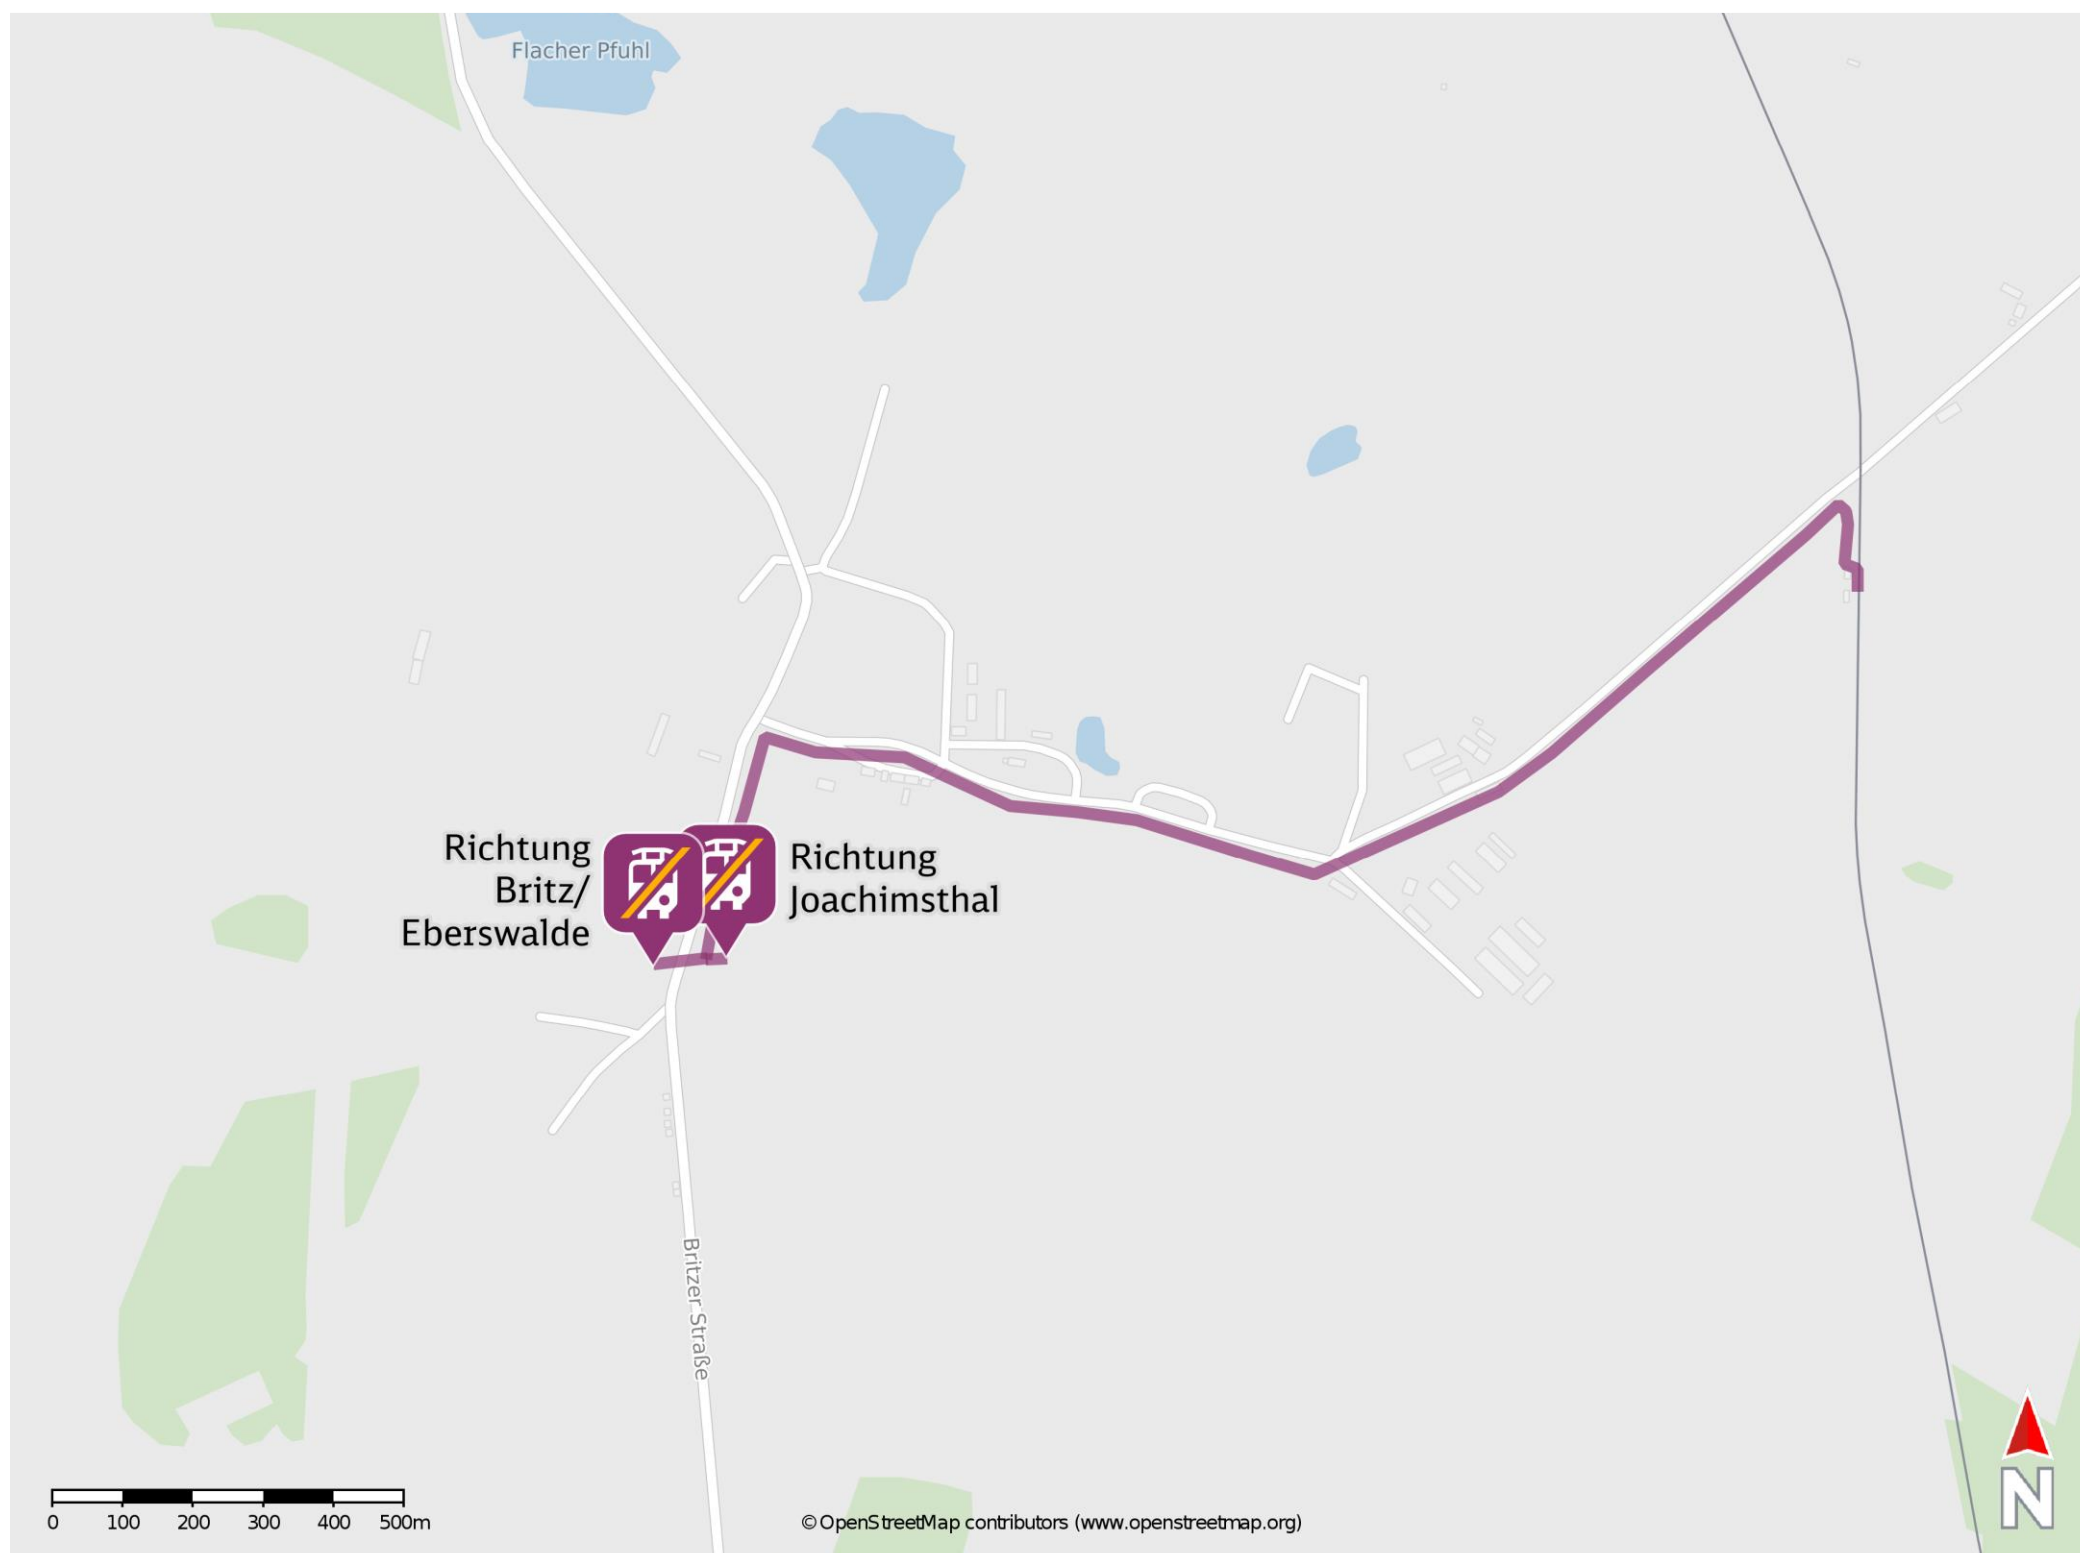 Flacher Pfuhl
Richtung
Britz/
Eberswalde
Richtung
Joachimsthal
Britzer Straße
0 100 200 300 400 500m
© OpenStreetMap contributors (www.openstreetmap.org)
N